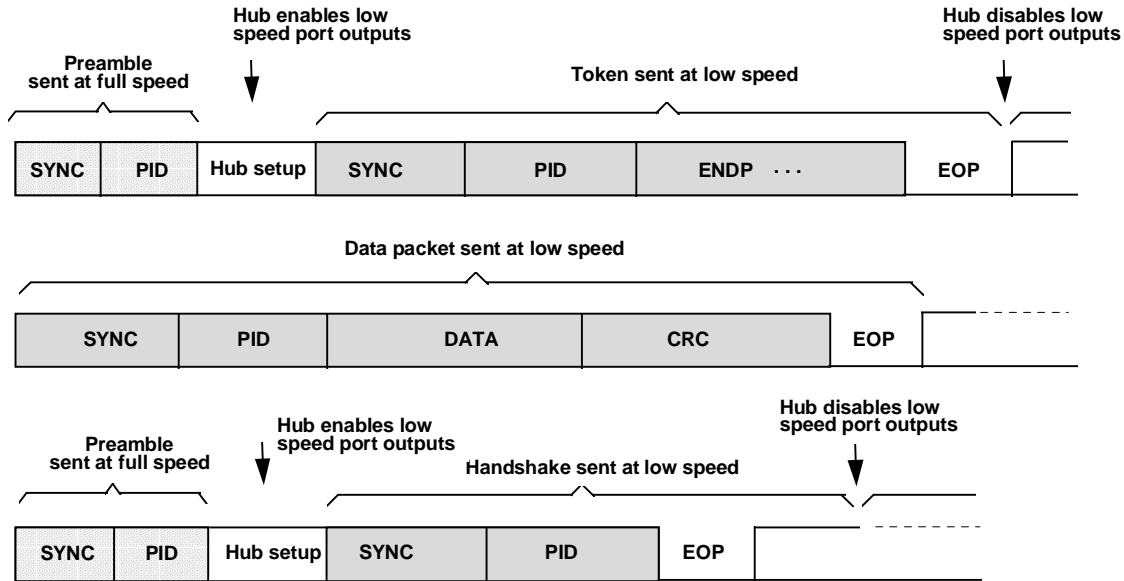 Hub enables low
speed port outputs
Hub disables low
speed port outputs
Preamble
sent at full speed
Token sent at low speed
SYNC PID Hub setup SYNC PID ENDP ... EOP
Data packet sent at low speed
SYNC PID DATA CRC EOP
Hub enables low
speed port outputs
Hub disables low
speed port outputs
Preamble
sent at full speed
Handshake sent at low speed
SYNC PID Hub setup SYNC PID EOP